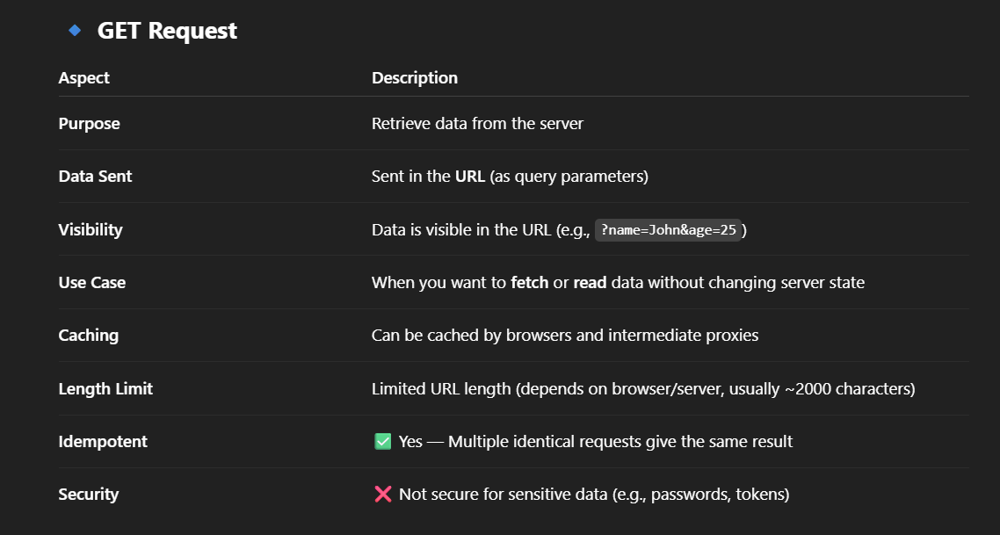 GET Request
Aspect Description
Purpose Retrieve data from the server
Data Sent Sent in the URL (as query parameters)
Visibility Data is visible in the URL (e.g., ?name=John&age=25)
Use Case When you want to fetch or read data without changing server state
Caching Can be cached by browsers and intermediate proxies
Length Limit Limited URL length (depends on browser/server, usually ~2000 characters)
Idempotent ✅ Yes — Multiple identical requests give the same result
Security ❌ Not secure for sensitive data (e.g., passwords, tokens)